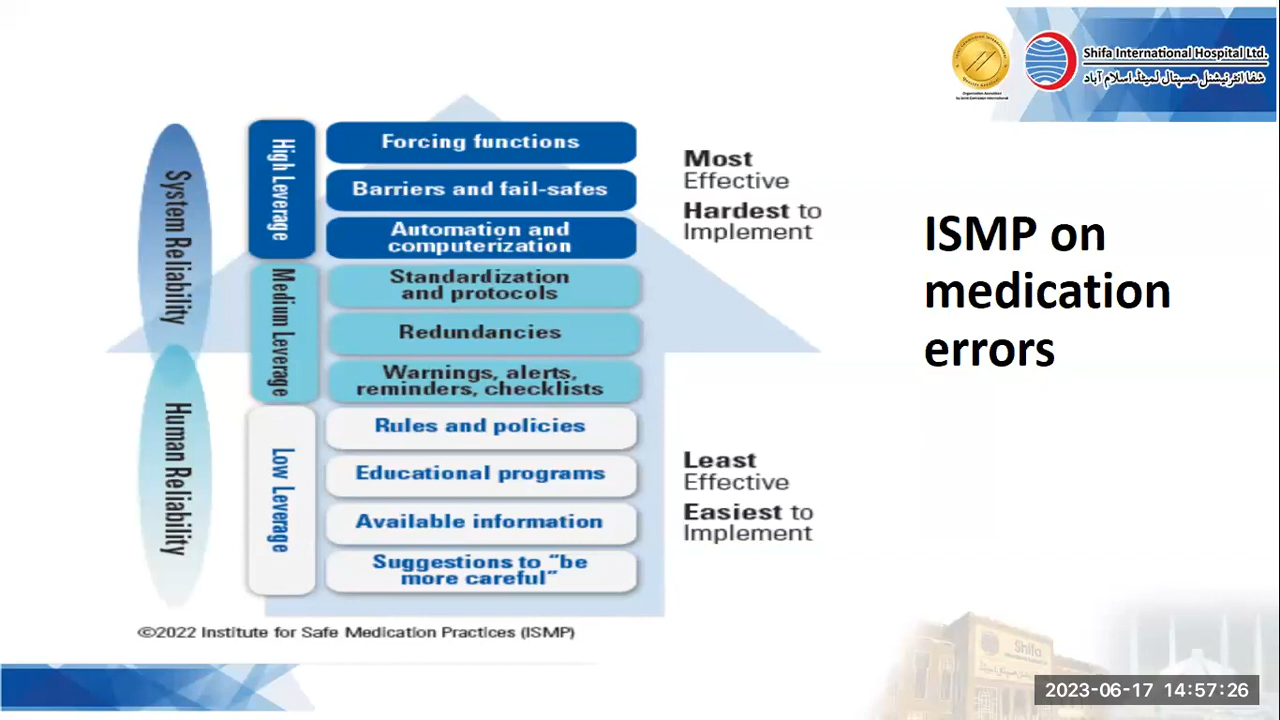 Shifa International Hospital Ltd.
شفا انٹرنیشنل ہسپتال لمیٹڈ اسلام آباد
System Reliability
Human Reliability
High Leverage
Medium Leverage
Low Leverage
Forcing functions
Barriers and fail-safes
Automation and
computerization
Standardization
and protocols
Redundancies
Warnings, alerts,
reminders, checklists
Rules and policies
Educational programs
Available information
Suggestions to “be
more careful”
Most
Effective
Hardest to
Implement
Least
Effective
Easiest to
Implement
ISMP on
medication
errors
©2022 Institute for Safe Medication Practices (ISMP)
Shifa
2023-06-17 14:57:26